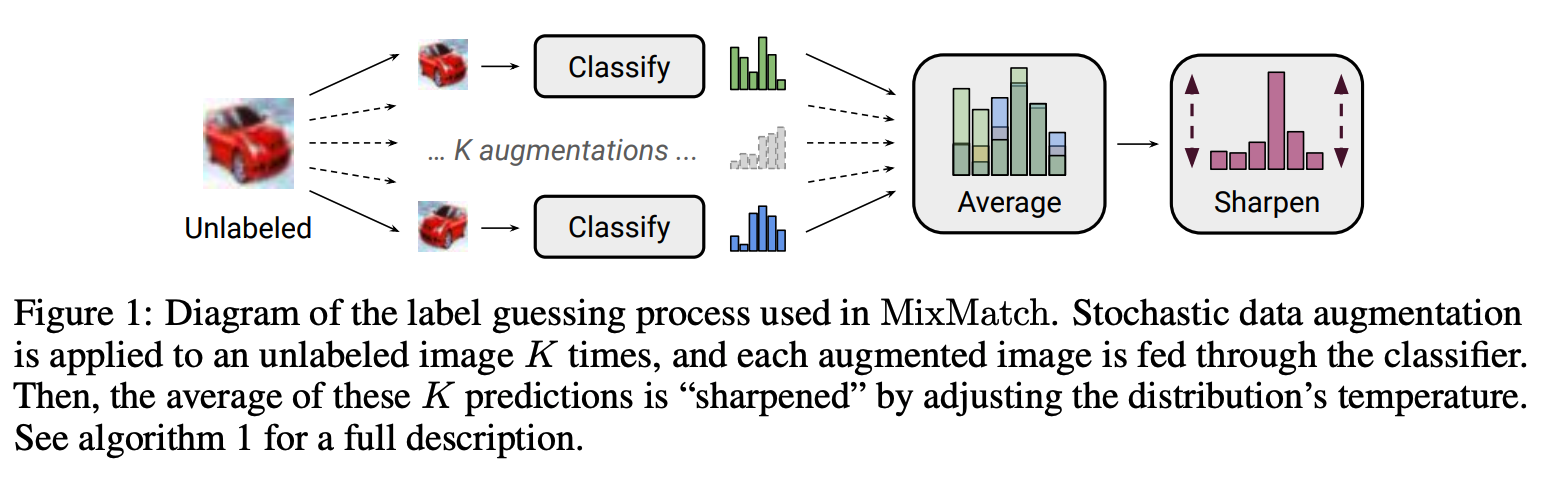 Classify
... K augmentations ...
Unlabeled
Classify
Average
Sharpen
Figure 1: Diagram of the label guessing process used in MixMatch. Stochastic data augmentation
is applied to an unlabeled image K times, and each augmented image is fed through the classifier.
Then, the average of these K predictions is “sharpened” by adjusting the distribution’s temperature.
See algorithm 1 for a full description.